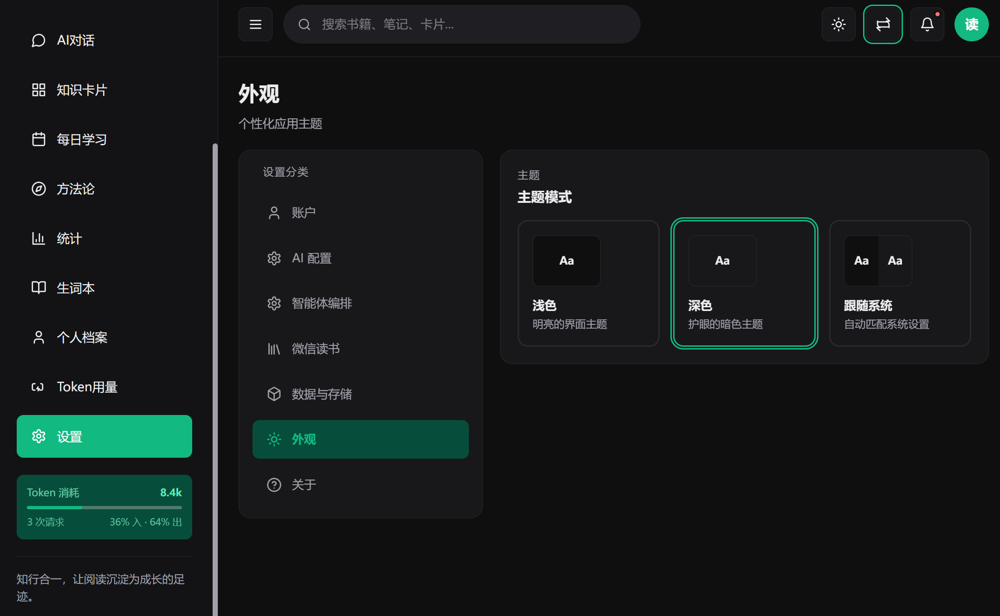 AI对话
知识卡片
每日学习
方法论
统计
生词本
个人档案
Token用量
设置
Token 消耗 8.4k
3 次请求 36% 入 · 64% 出
知行合一，让阅读沉淀为成长的足
迹。
搜索书籍、笔记、卡片...
读
外观
个性化应用主题
设置分类
账户
AI 配置
智能体编排
微信读书
数据与存储
外观
关于
主题
主题模式
Aa
浅色
明亮的界面主题
Aa
深色
护眼的暗色主题
Aa Aa
跟随系统
自动匹配系统设置